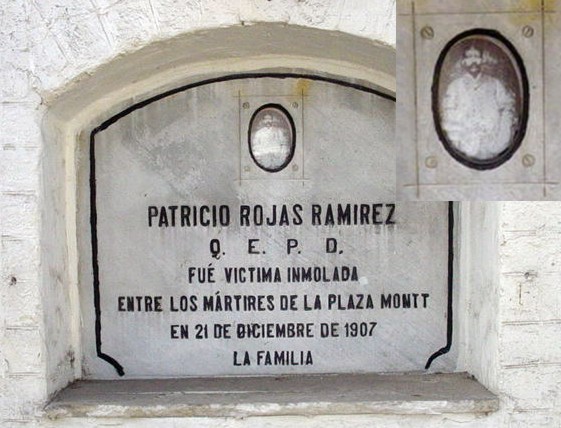 PATRICIO ROJAS RAMIREZ
Q. E. P. D.
FUÉ VICTIMA INMOLADA
ENTRE LOS MÁRTIRES DE LA PLAZA MONTT
EN 21 DE DICIEMBRE DE 1907
LA FAMILIA